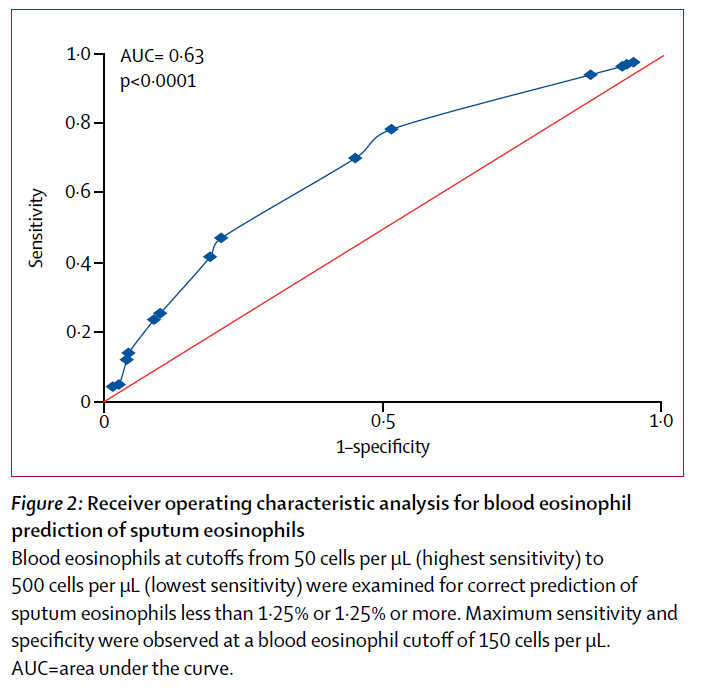 1·0
AUC= 0·63
p<0·0001
0·8
0·6
Sensitivity
0·4
0·2
0
0
0·5
1·0
1–specificity
Figure 2: Receiver operating characteristic analysis for blood eosinophil
prediction of sputum eosinophils
Blood eosinophils at cutoffs from 50 cells per μL (highest sensitivity) to
500 cells per μL (lowest sensitivity) were examined for correct prediction of
sputum eosinophils less than 1·25% or 1·25% or more. Maximum sensitivity and
specificity were observed at a blood eosinophil cutoff of 150 cells per μL.
AUC=area under the curve.